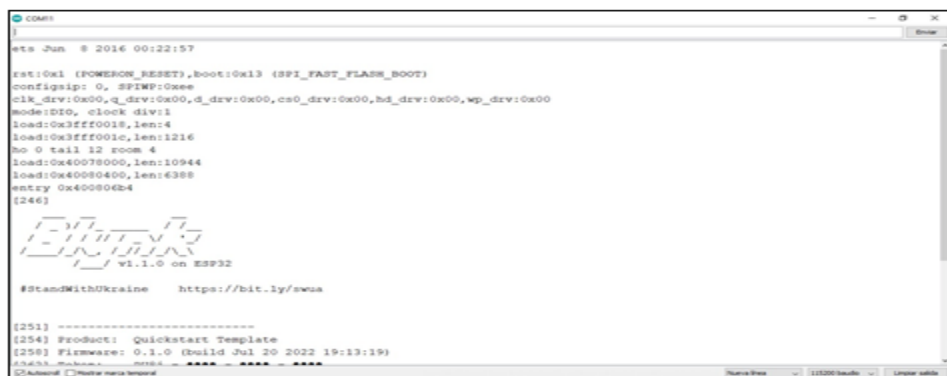 COM11
Enviar
ets Jun  8 2016 00:22:57
rst:0x1 (POWERON_RESET),boot:0x13 (SPI_FAST_FLASH_BOOT)
configsip: 0, SPIWP:0xee
clk_drv:0x00,q_drv:0x00,d_drv:0x00,cs0_drv:0x00,hd_drv:0x00,wp_drv:0x00
mode:DIO, clock div:1
load:0x3fff0018,len:4
load:0x3fff001c,len:1216
ho 0 tail 12 room 4
load:0x40078000,len:10944
load:0x40080400,len:6388
entry 0x400806b4
[246]
Blynk
v1.1.0 on ESP32
#StandWithUkraine    https://bit.ly/swua
[251] --------------------------
[254] Product:  Quickstart Template
[258] Firmware: 0.1.0 (build Jul 20 2022 19:13:19)
Token:
Autoscroll Mostrar marca temporal Nueva línea 115200 baudio Limpiar salida